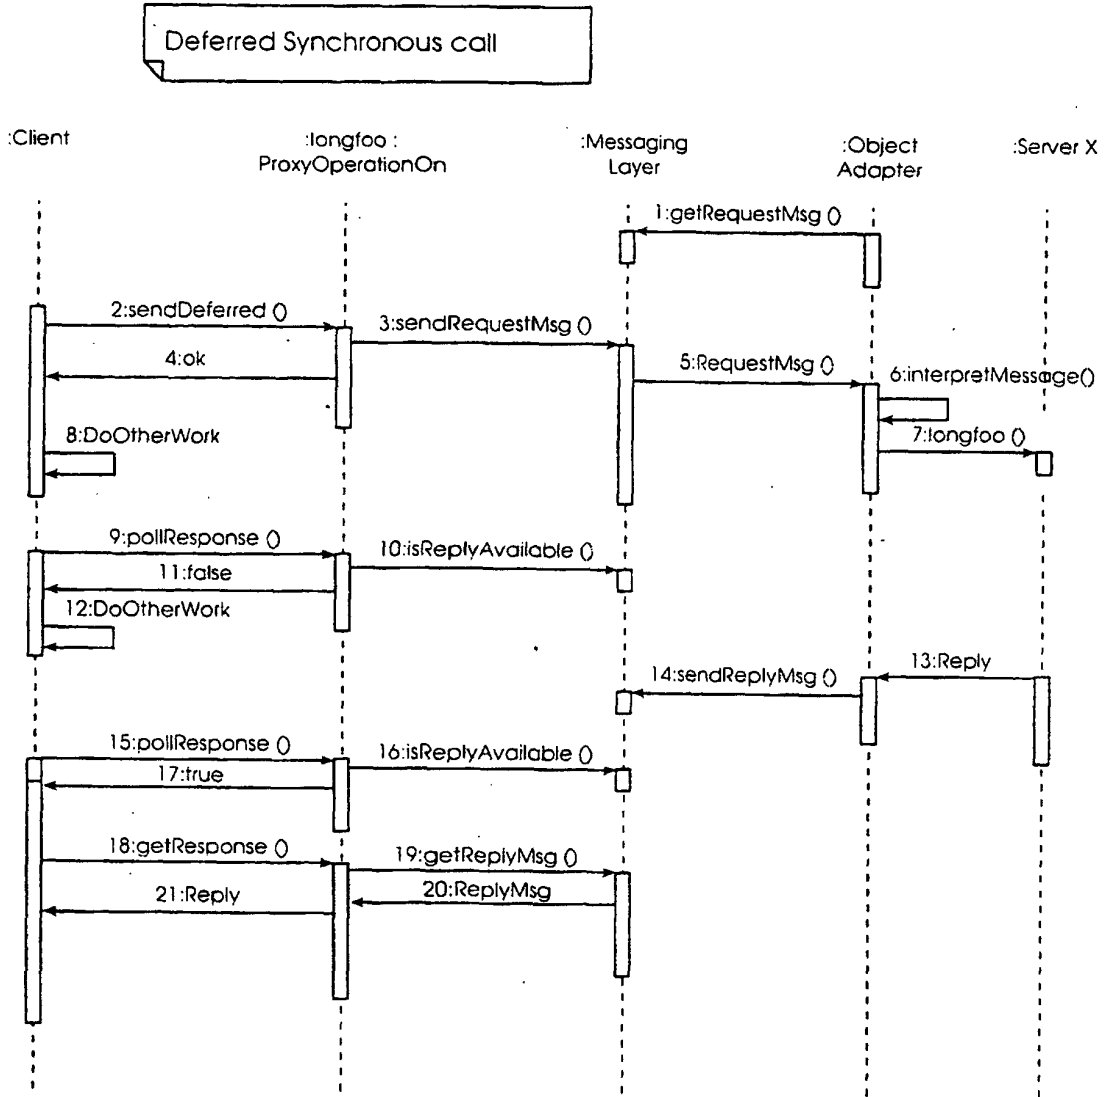 Deferred Synchronous call
:Client
:longfoo :
ProxyOperationOn
:Messaging
Layer
:Object
Adapter
:Server X
1:getRequestMsg ()
2:sendDeferred ()
3:sendRequestMsg ()
4:ok
5:RequestMsg ()
6:interpretMessage()
7:longfoo ()
8:DoOtherWork
9:pollResponse ()
10:isReplyAvailable ()
11:false
12:DoOtherWork
13:Reply
14:sendReplyMsg ()
15:pollResponse ()
16:isReplyAvailable ()
17:true
18:getResponse ()
19:getReplyMsg ()
20:ReplyMsg
21:Reply